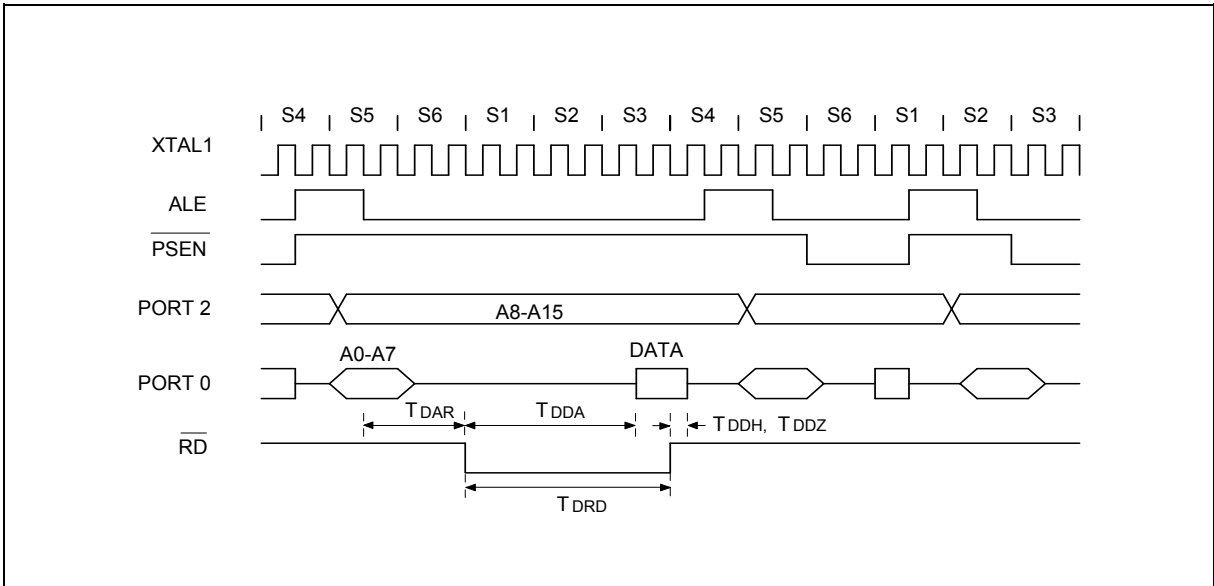 S4 S5 S6 S1 S2 S3 S4 S5 S6 S1 S2 S3
XTAL1
ALE
PSEN
PORT 2
A8-A15
A0-A7
DATA
PORT 0
TDAR
TDDA
TDDH, TDDZ
RD
TDRD